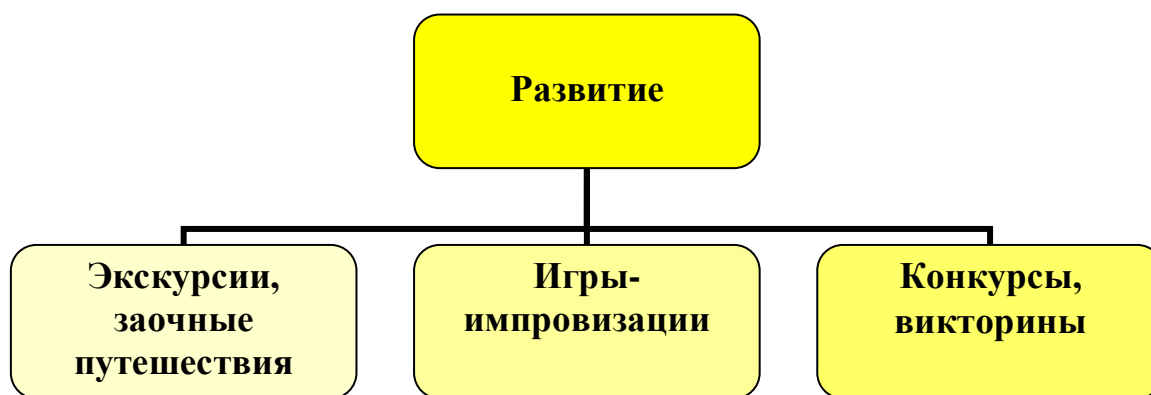 Развитие
Экскурсии,
заочные
путешествия
Игры-
импровизации
Конкурсы,
викторины